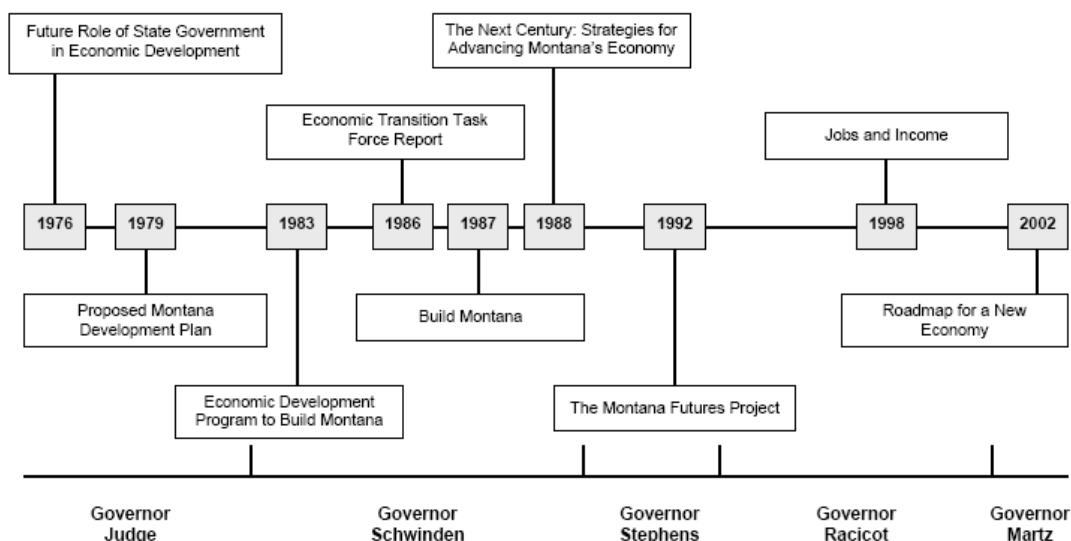 Future Role of State Government
in Economic Development
The Next Century: Strategies for
Advancing Montana's Economy
Economic Transition Task
Force Report
Jobs and Income
1976
1979
1983
1986
1987
1988
1992
1998
2002
Proposed Montana
Development Plan
Build Montana
Roadmap for a New
Economy
Economic Development
Program to Build Montana
The Montana Futures Project
Governor
Judge
Governor
Schwinden
Governor
Stephens
Governor
Racicot
Governor
Martz